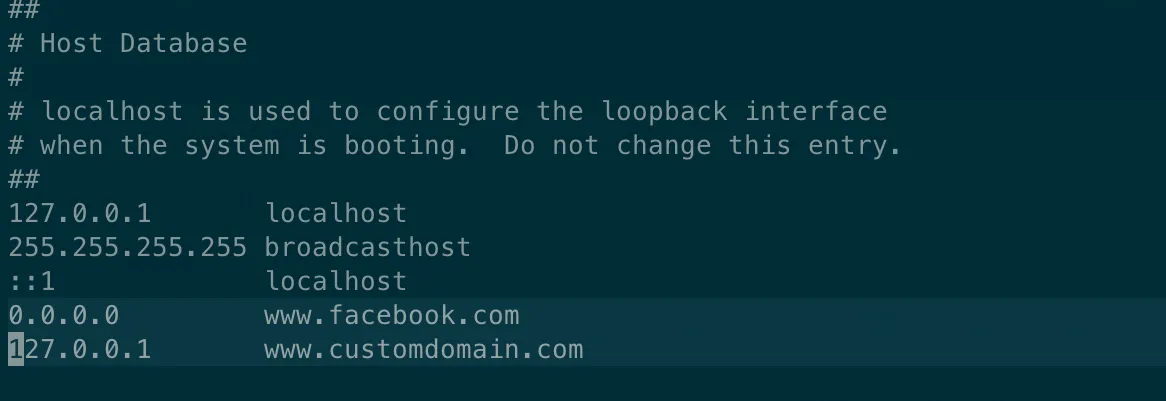 ##
# Host Database
#
# localhost is used to configure the loopback interface
# when the system is booting.  Do not change this entry.
##
127.0.0.1       localhost
255.255.255.255 broadcasthost
::1             localhost
0.0.0.0         www.facebook.com
127.0.0.1       www.customdomain.com